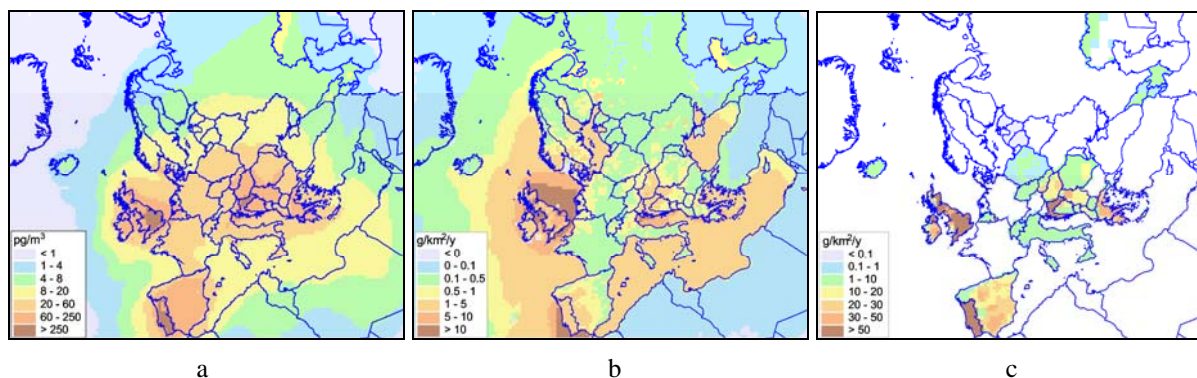 pg/m³
< 1
1 - 4
4 - 8
8 - 20
20 - 60
60 - 250
> 250
g/km²/y
< 0
0 - 0.1
0.1 - 0.5
0.5 - 1
1 - 5
5 - 10
> 10
g/km²/y
< 0.1
0.1 - 1
1 - 10
10 - 20
20 - 30
30 - 50
> 50
a
b
c